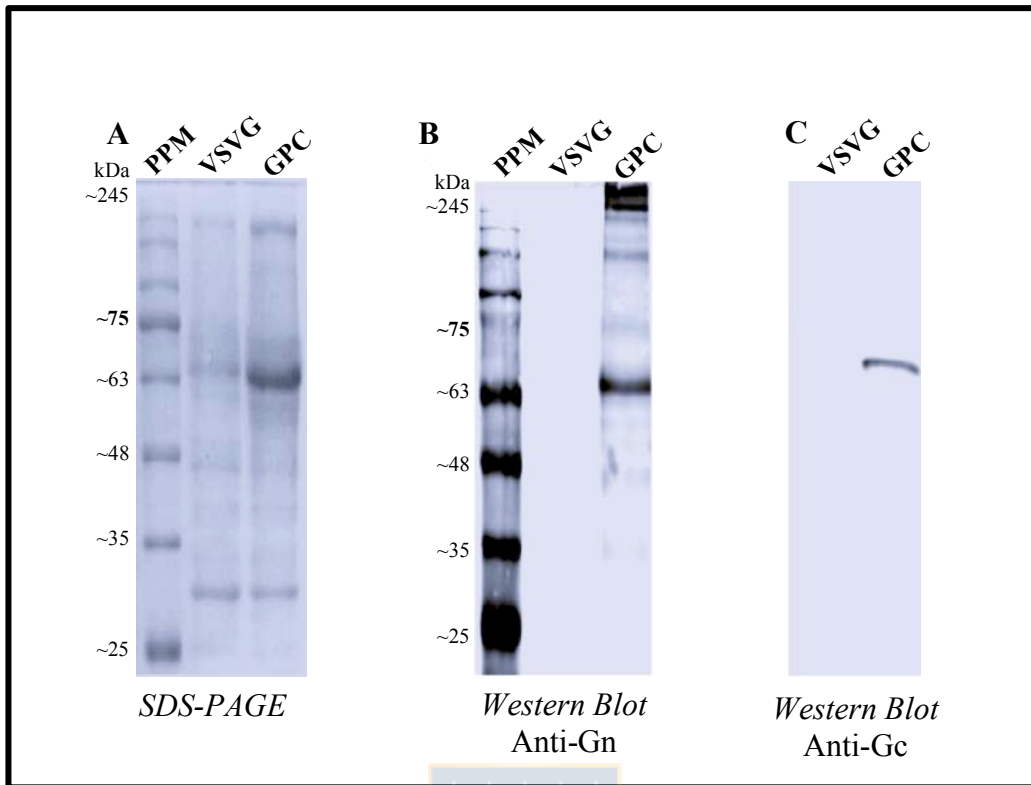 A
PPM
VSVG
GPC
kDa
~245
~75
~63
~48
~35
~25
SDS-PAGE
B
PPM
VSVG
GPC
kDa
~245
~75
~63
~48
~35
~25
Western Blot
Anti-Gn
C
VSVG
GPC
Western Blot
Anti-Gc